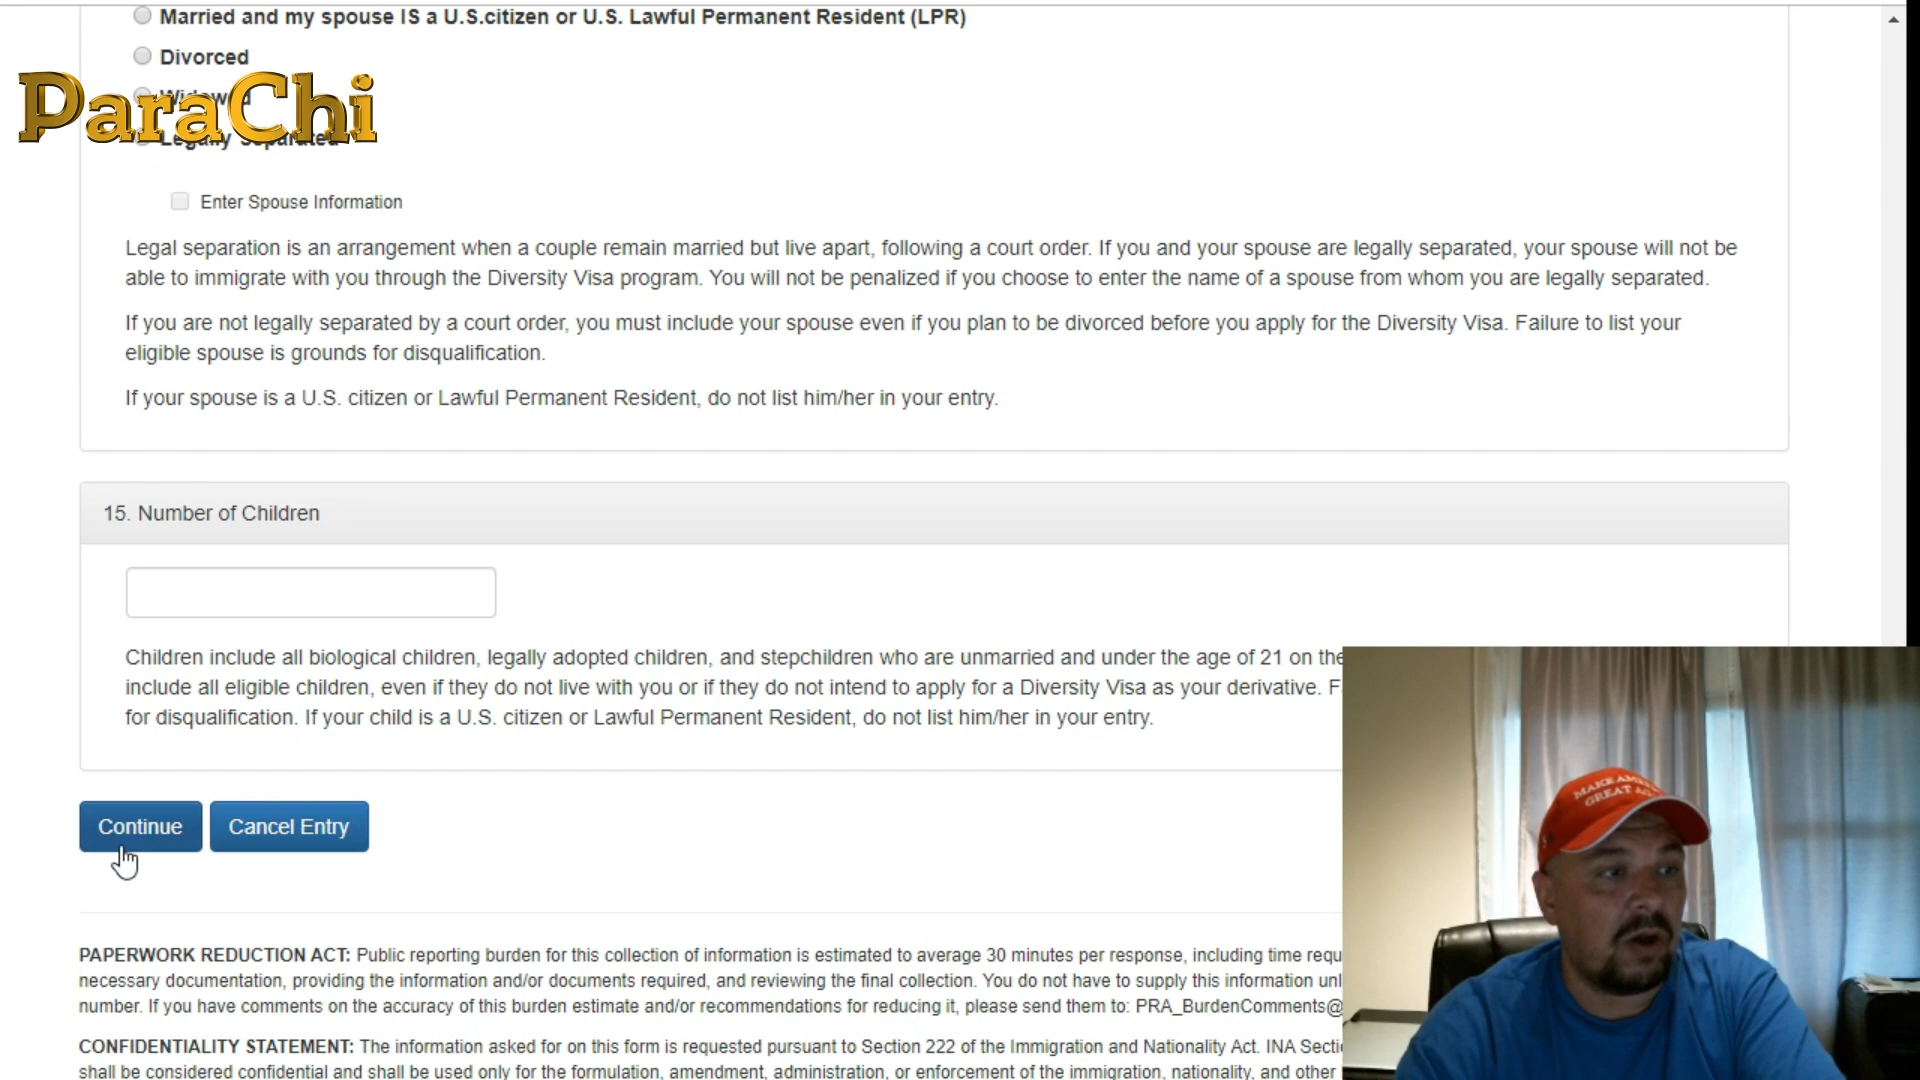 Married and my spouse IS a U.S.citizen or U.S. Lawful Permanent Resident (LPR)
Divorced
Widowed
ParaChi
Legally Separated
Enter Spouse Information
Legal separation is an arrangement when a couple remain married but live apart, following a court order. If you and your spouse are legally separated, your spouse will not be
able to immigrate with you through the Diversity Visa program. You will not be penalized if you choose to enter the name of a spouse from whom you are legally separated.
If you are not legally separated by a court order, you must include your spouse even if you plan to be divorced before you apply for the Diversity Visa. Failure to list your
eligible spouse is grounds for disqualification.
If your spouse is a U.S. citizen or Lawful Permanent Resident, do not list him/her in your entry.
15. Number of Children
Children include all biological children, legally adopted children, and stepchildren who are unmarried and under the age of 21 on the
include all eligible children, even if they do not live with you or if they do not intend to apply for a Diversity Visa as your derivative. F
for disqualification. If your child is a U.S. citizen or Lawful Permanent Resident, do not list him/her in your entry.
Continue
Cancel Entry
MAKE AMERI
GREAT AG
PAPERWORK REDUCTION ACT: Public reporting burden for this collection of information is estimated to average 30 minutes per response, including time requ
necessary documentation, providing the information and/or documents required, and reviewing the final collection. You do not have to supply this information unl
number. If you have comments on the accuracy of this burden estimate and/or recommendations for reducing it, please send them to: PRA_BurdenComments@
CONFIDENTIALITY STATEMENT: The information asked for on this form is requested pursuant to Section 222 of the Immigration and Nationality Act. INA Secti
shall be considered confidential and shall be used only for the formulation, amendment, administration, or enforcement of the immigration, nationality, and other